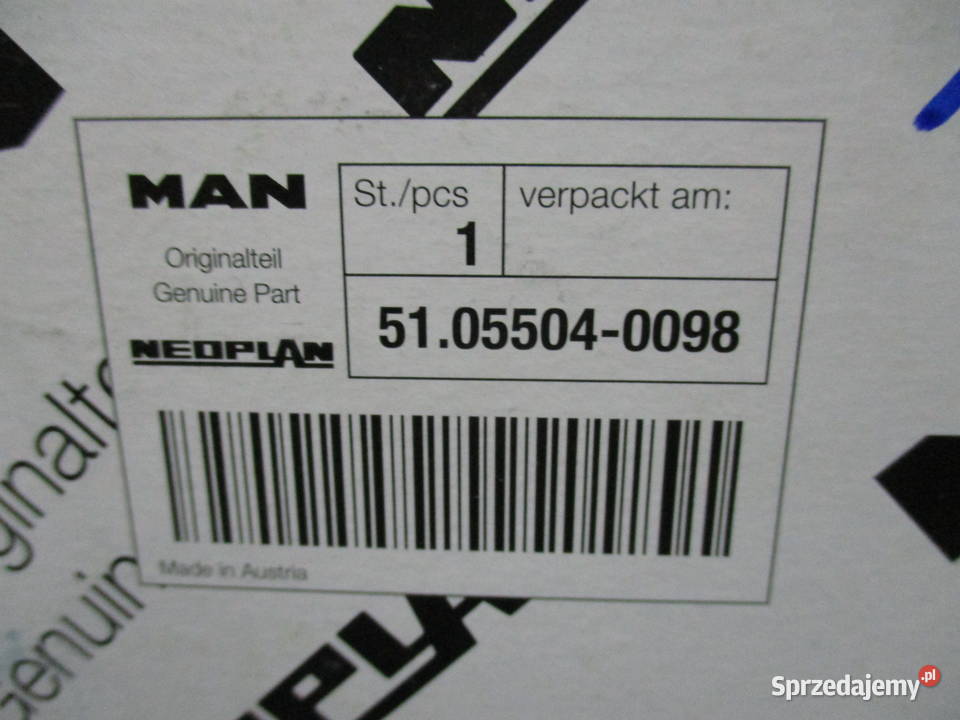 MAN
Originalteil
Genuine Part
NEOPLAN
St./pcs
1
verpackt am:
51.05504-0098
Made in Austria
Sprzedajemy.pl